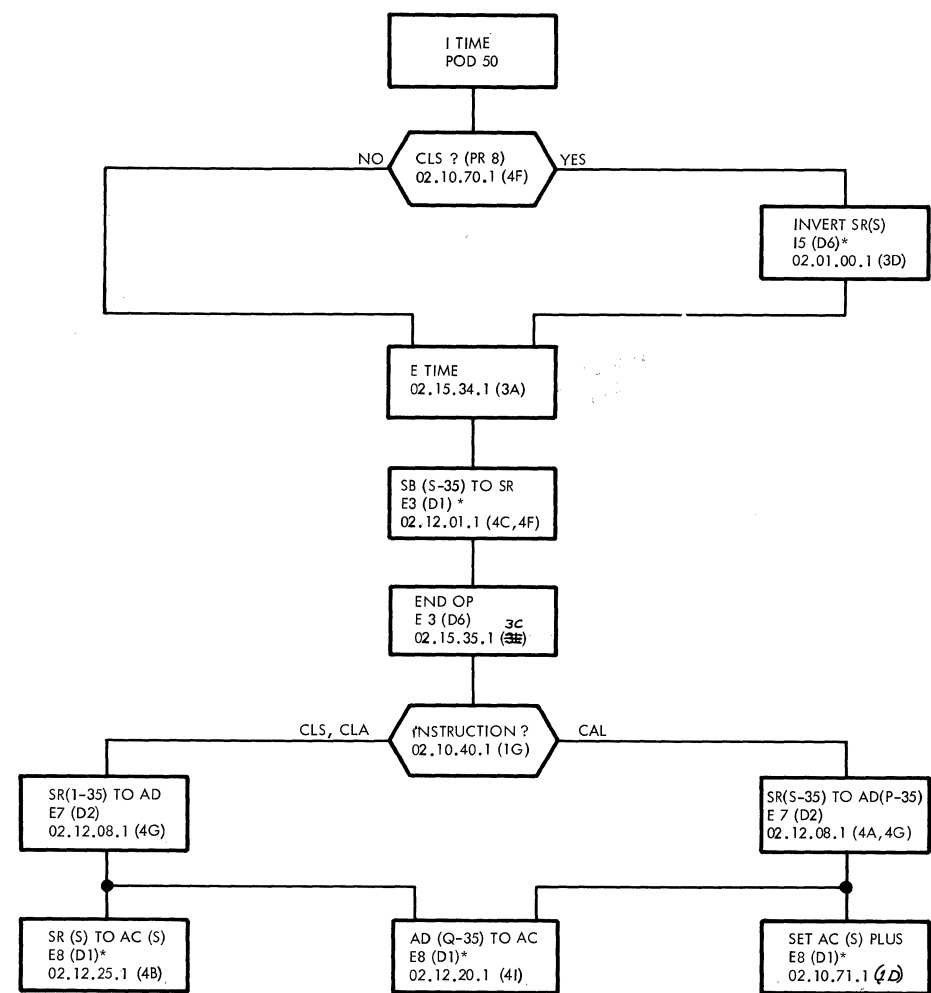 I TIME
POD 50
NO
CLS ? (PR 8)
02.10.70.1 (4F)
YES
INVERT SR(S)
I5 (D6)*
02.01.00.1 (3D)
E TIME
02.15.34.1 (3A)
SB (S-35) TO SR
E3 (D1) *
02.12.01.1 (4C,4F)
END OP
E 3 (D6)
3C
02.15.35.1 (3E)
CLS, CLA
INSTRUCTION ?
02.10.40.1 (1G)
CAL
SR(1-35) TO AD
E7 (D2)
02.12.08.1 (4G)
SR(S-35) TO AD(P-35)
E 7 (D2)
02.12.08.1 (4A,4G)
SR (S) TO AC (S)
E8 (D1)*
02.12.25.1 (4B)
AD (Q-35) TO AC
E8 (D1)*
02.12.20.1 (4I)
SET AC (S) PLUS
E8 (D1)*
02.10.71.1 (1D)